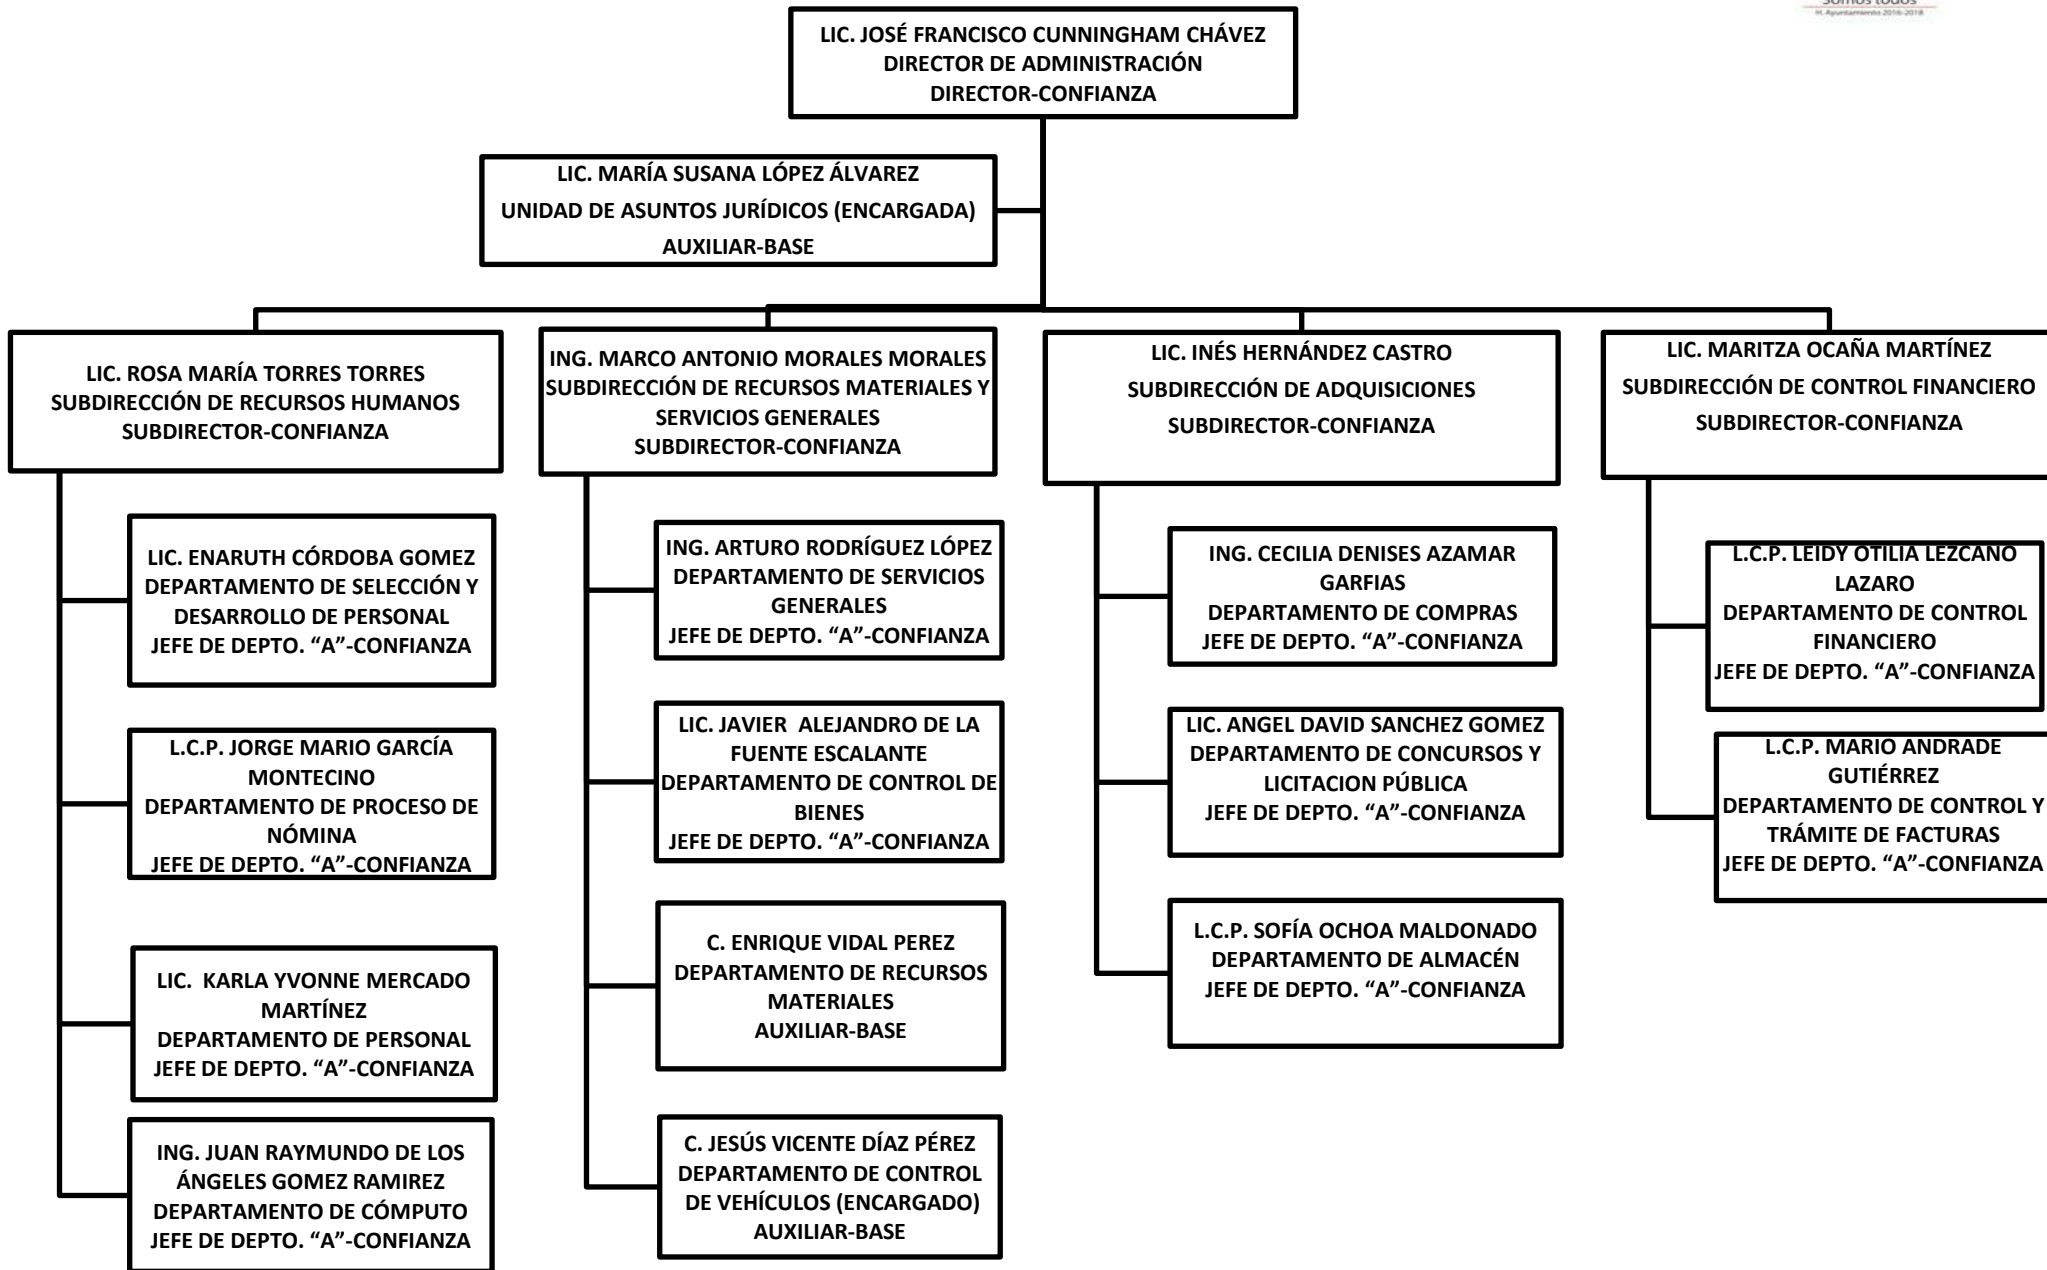 Somos todos
H. Ayuntamiento 2016-2018
LIC. JOSÉ FRANCISCO CUNNINGHAM CHÁVEZ
DIRECTOR DE ADMINISTRACIÓN
DIRECTOR-CONFIANZA
LIC. MARÍA SUSANA LÓPEZ ÁLVAREZ
UNIDAD DE ASUNTOS JURÍDICOS (ENCARGADA)
AUXILIAR-BASE
LIC. ROSA MARÍA TORRES TORRES
SUBDIRECCIÓN DE RECURSOS HUMANOS
SUBDIRECTOR-CONFIANZA
LIC. ENARUTH CÓRDOBA GOMEZ
DEPARTAMENTO DE SELECCIÓN Y
DESARROLLO DE PERSONAL
JEFE DE DEPTO. “A”-CONFIANZA
L.C.P. JORGE MARIO GARCÍA
MONTECINO
DEPARTAMENTO DE PROCESO DE
NÓMINA
JEFE DE DEPTO. “A”-CONFIANZA
LIC. KARLA YVONNE MERCADO
MARTÍNEZ
DEPARTAMENTO DE PERSONAL
JEFE DE DEPTO. “A”-CONFIANZA
ING. JUAN RAYMUNDO DE LOS
ÁNGELES GOMEZ RAMIREZ
DEPARTAMENTO DE CÓMPUTO
JEFE DE DEPTO. “A”-CONFIANZA
ING. MARCO ANTONIO MORALES MORALES
SUBDIRECCIÓN DE RECURSOS MATERIALES Y
SERVICIOS GENERALES
SUBDIRECTOR-CONFIANZA
ING. ARTURO RODRÍGUEZ LÓPEZ
DEPARTAMENTO DE SERVICIOS
GENERALES
JEFE DE DEPTO. “A”-CONFIANZA
LIC. JAVIER ALEJANDRO DE LA
FUENTE ESCALANTE
DEPARTAMENTO DE CONTROL DE
BIENES
JEFE DE DEPTO. “A”-CONFIANZA
C. ENRIQUE VIDAL PEREZ
DEPARTAMENTO DE RECURSOS
MATERIALES
AUXILIAR-BASE
C. JESÚS VICENTE DÍAZ PÉREZ
DEPARTAMENTO DE CONTROL
DE VEHÍCULOS (ENCARGADO)
AUXILIAR-BASE
LIC. INÉS HERNÁNDEZ CASTRO
SUBDIRECCIÓN DE ADQUISICIONES
SUBDIRECTOR-CONFIANZA
ING. CECILIA DENISES AZAMAR
GARFIAS
DEPARTAMENTO DE COMPRAS
JEFE DE DEPTO. “A”-CONFIANZA
LIC. ANGEL DAVID SANCHEZ GOMEZ
DEPARTAMENTO DE CONCURSOS Y
LICITACION PÚBLICA
JEFE DE DEPTO. “A”-CONFIANZA
L.C.P. SOFÍA OCHOA MALDONADO
DEPARTAMENTO DE ALMACÉN
JEFE DE DEPTO. “A”-CONFIANZA
LIC. MARITZA OCAÑA MARTÍNEZ
SUBDIRECCIÓN DE CONTROL FINANCIERO
SUBDIRECTOR-CONFIANZA
L.C.P. LEIDY OTILIA LEZCANO
LAZARO
DEPARTAMENTO DE CONTROL
FINANCIERO
JEFE DE DEPTO. “A”-CONFIANZA
L.C.P. MARIO ANDRADE
GUTIÉRREZ
DEPARTAMENTO DE CONTROL Y
TRÁMITE DE FACTURAS
JEFE DE DEPTO. “A”-CONFIANZA